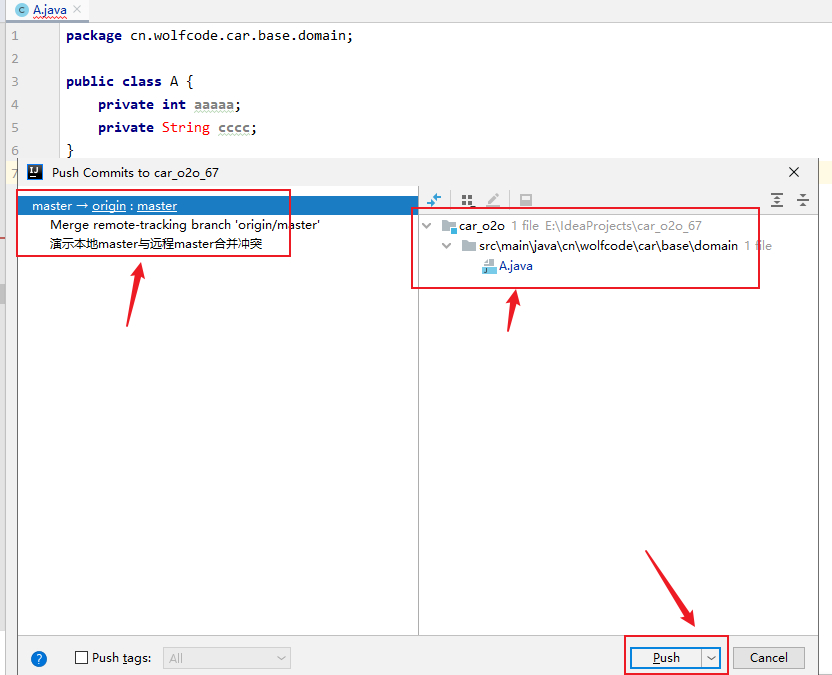 A.java
1 package cn.wolfcode.car.base.domain;
2
3 public class A {
4 private int aaaaa;
5 private String cccc;
6 }
7
Push Commits to car_o2o_67
master → origin : master
Merge remote-tracking branch 'origin/master'
演示本地master与远程master合并冲突
car_o2o 1 file E:\IdeaProjects\car_o2o_67
src\main\java\cn\wolfcode\car\base\domain 1 file
A.java
? Push tags: All Push Cancel